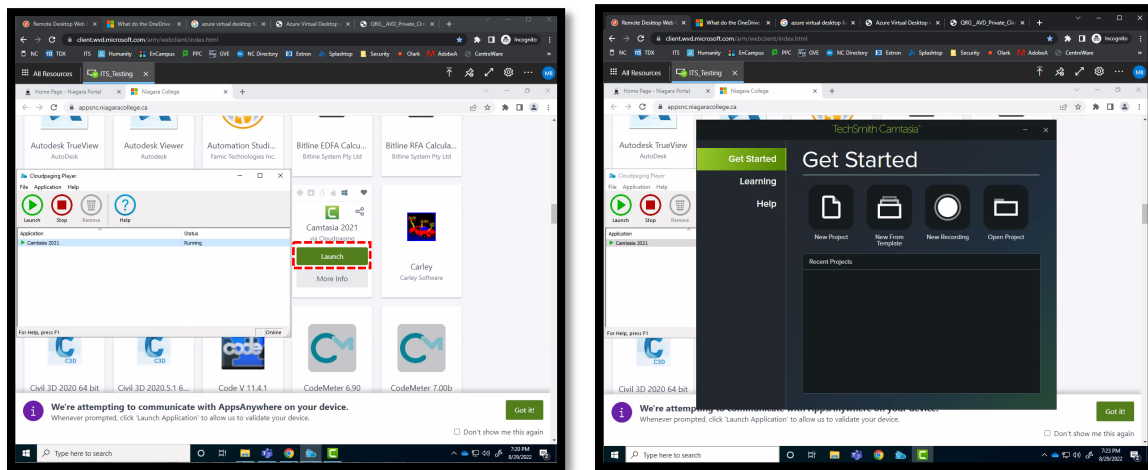 Remote Desktop Web
What do the OneDrive
azure virtual desktop
Azure Virtual Desktop
QRG_AVD_Private_Clo
client.wvd.microsoft.com/arm/webclient/index.html
Incognito
NC TDX ITS Humanity EnCampus PPC GVE NC Directory Extron Splashtop Security Olark AdobeA CentreWare
All Resources ITS_Testing MB
Home Page - Niagara Portal Niagara College
appsnc.niagaracollege.ca
Autodesk TrueView
AutoDesk
Autodesk Viewer
Autodesk
Automation Studi...
Famic Technologies Inc.
Bitline EDFA Calcu...
Bitline System Pty Ltd
Bitline RFA Calcula...
Bitline System Pty Ltd
Cloudpaging Player
File Application Help
Launch Stop Remove Help
Application Status
Camtasia 2021 Running
For Help, press F1 Online
Camtasia 2021
via Cloudpaging
Launch
More Info
Carley
Carley Software
C3D
C3D
code
Civil 3D 2020 64 bit
Civil 3D 2020.5.1 6...
Code V 11.4.1
CodeMeter 6.90
CodeMeter 7.00b
We're attempting to communicate with AppsAnywhere on your device.
Whenever prompted, click 'Launch Application' to allow us to validate your device.
Got it!
Don't show me this again
Type here to search
7:20 PM
8/29/2022
Remote Desktop Web
What do the OneDrive
azure virtual desktop
Azure Virtual Desktop
QRG_AVD_Private_Clo
client.wvd.microsoft.com/arm/webclient/index.html
Incognito
NC TDX ITS Humanity EnCampus PPC GVE NC Directory Extron Splashtop Security Olark AdobeA CentreWare
All Resources ITS_Testing MB
Home Page - Niagara Portal Niagara College
appsnc.niagaracollege.ca
Autodesk TrueView
AutoDesk
Cloudpaging Player
File Application Help
Launch Stop Remove
Application
Camtasia 2021
For Help, press F1
TechSmith Camtasia
Get Started
Learning
Help
Get Started
New Project
New From
Template
New Recording
Open Project
Recent Projects
C3D
Civil 3D 2020 64 bit
We're attempting to communicate with AppsAnywhere on your device.
Whenever prompted, click 'Launch Application' to allow us to validate your device.
Got it!
Don't show me this again
Type here to search
7:23 PM
8/29/2022